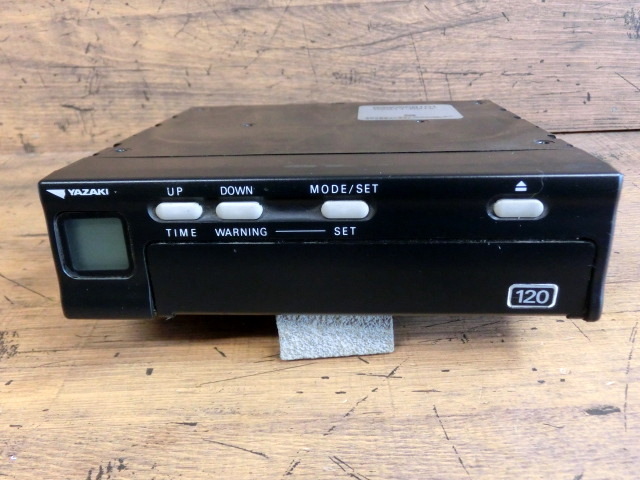 YAZAKI
UP DOWN MODE/SET
TIME WARNING SET
120